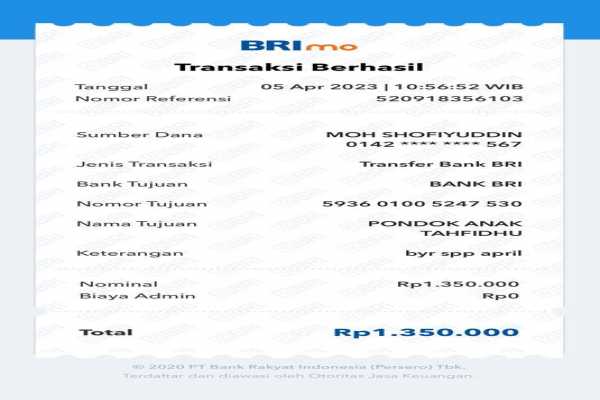 BRImo
Transaksi Berhasil
Tanggal 05 Apr 2023 | 10:56:52 WIB
Nomor Referensi 520918356103
Sumber Dana MOH SHOFIYUDDIN
0142 **** **** 567
Jenis Transaksi Transfer Bank BRI
Bank Tujuan BANK BRI
Nomor Tujuan 5936 0100 5247 530
Nama Tujuan PONDOK ANAK
TAHFIDHU
Keterangan byr spp april
Nominal Rp1.350.000
Biaya Admin Rp0
Total Rp1.350.000
© 2020 PT Bank Rakyat Indonesia (Persero) Tbk.
Terdaftar dan diawasi oleh Otoritas Jasa Keuangan.